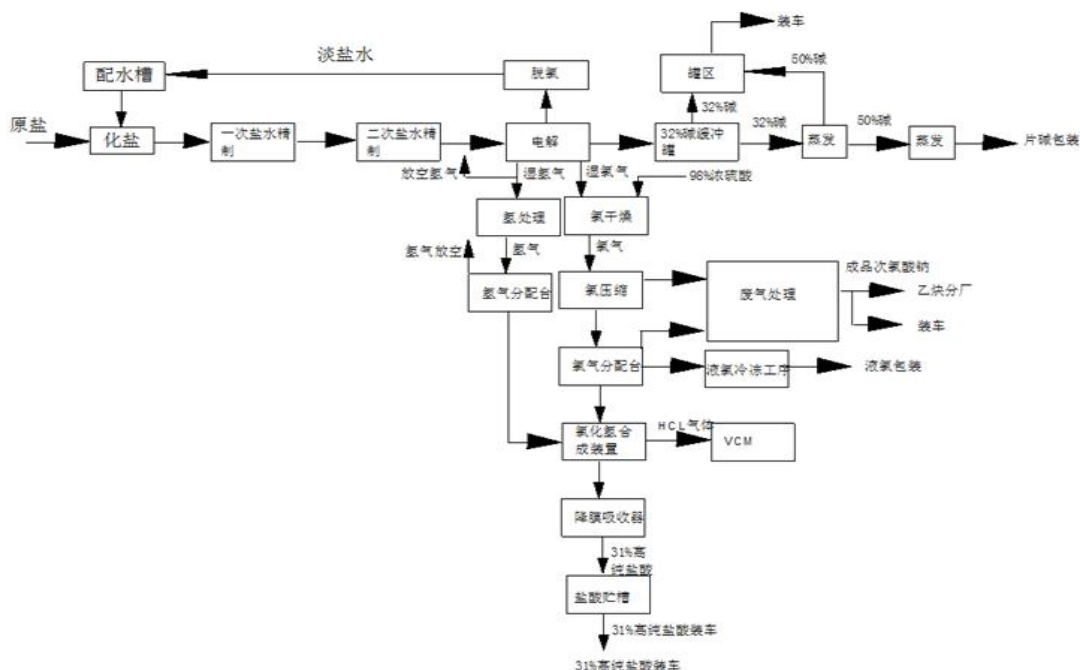 装车
淡盐水
50%碱
50%碱
配水槽
脱氯
罐区
32%碱
原盐
化盐
一次盐水精
制
二次盐水精
制
电解
32%碱缓冲
罐
32%碱
蒸发
蒸发
片碱包装
放空氢气
湿氢气
湿氯气
98%浓硫酸
氢处理
氯干燥
氢气放空
氢气
氯气
氢气分配台
氯压缩
废气处理
成品次氯酸钠
乙炔分厂
装车
氯气分配台
液氯冷冻工序
液氯包装
氯化氢合
成装置
HCL气体
VCM
降膜吸收器
31%高
纯盐酸
盐酸贮槽
31%高纯盐酸装车
31%高纯盐酸装车